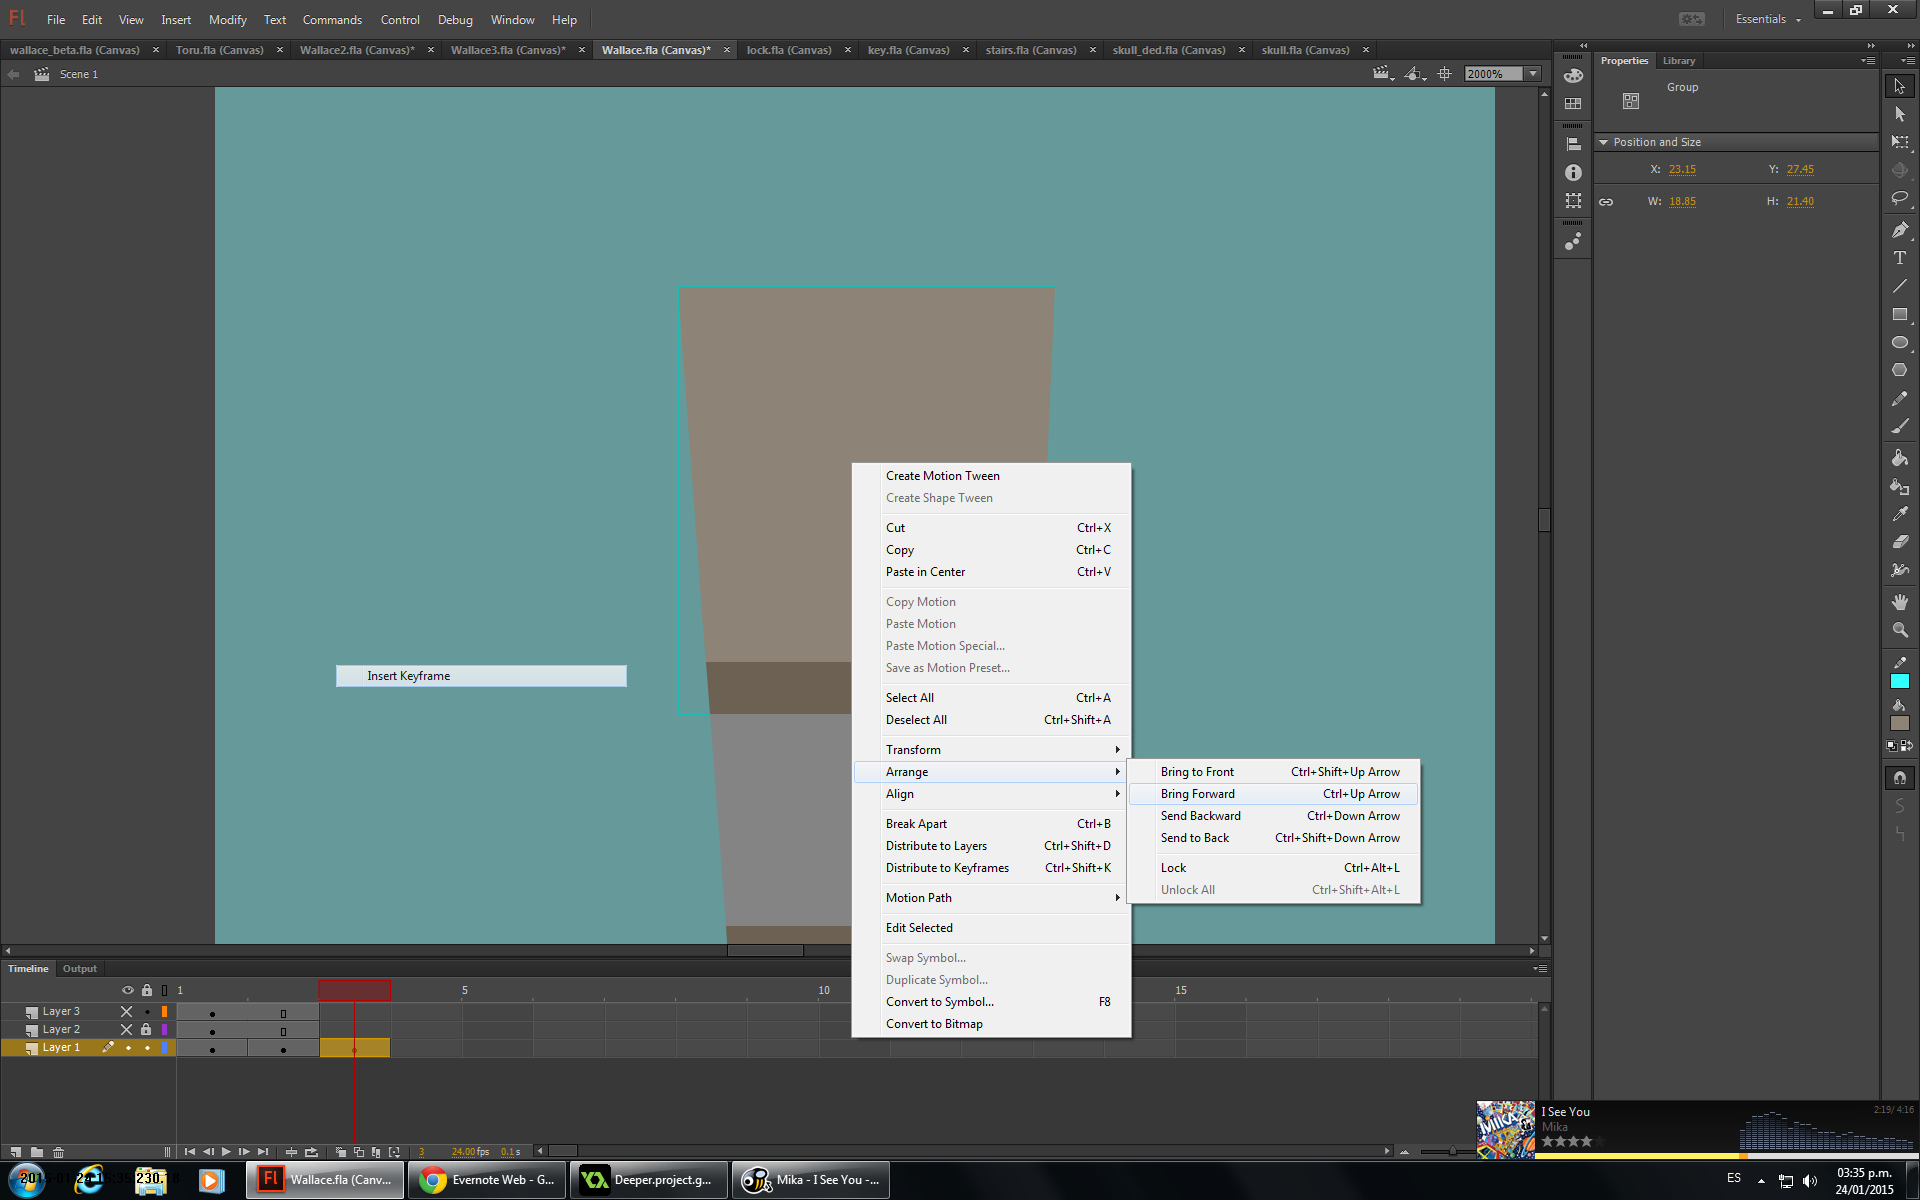 Fl File Edit View Insert Modify Text Commands Control Debug Window Help Essentials
wallace_beta.fla (Canvas) × Toru.fla (Canvas) × Wallace2.fla (Canvas)* × Wallace3.fla (Canvas)* × Wallace.fla (Canvas)* × lock.fla (Canvas) × key.fla (Canvas) × stairs.fla (Canvas) × skull_ded.fla (Canvas) × skull.fla (Canvas) ×
Scene 1
2000%
Properties Library
Group
Position and Size
X: 23.15 Y: 27.45
W: 18.85 H: 21.40
Insert Keyframe
Create Motion Tween
Create Shape Tween
Cut Ctrl+X
Copy Ctrl+C
Paste in Center Ctrl+V
Copy Motion
Paste Motion
Paste Motion Special...
Save as Motion Preset...
Select All Ctrl+A
Deselect All Ctrl+Shift+A
Transform
Arrange
Align
Break Apart Ctrl+B
Distribute to Layers Ctrl+Shift+D
Distribute to Keyframes Ctrl+Shift+K
Motion Path
Edit Selected
Swap Symbol...
Duplicate Symbol...
Convert to Symbol... F8
Convert to Bitmap
Bring to Front Ctrl+Shift+Up Arrow
Bring Forward Ctrl+Up Arrow
Send Backward Ctrl+Down Arrow
Send to Back Ctrl+Shift+Down Arrow
Lock Ctrl+Alt+L
Unlock All Ctrl+Shift+Alt+L
Timeline Output
1 5 10 15
Layer 3
Layer 2
Layer 1
3 24.00 fps 0.1 s
MIKA
I See You 2:19/ 4:16
Mika
Fl Wallace.fla (Canv... Evernote Web - G... Deeper.project.g... Mika - I See You -...
ES
03:35 p.m.
24/01/2015